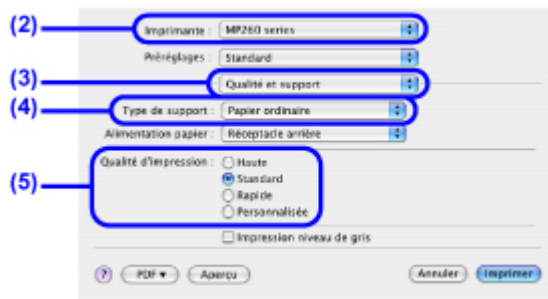 (2) Imprimante : MP260 series
Préréglages : Standard
(3) Qualité et support
(4) Type de support : Papier ordinaire
Alimentation papier : Réceptacle arrière
Qualité d'impression : Haute
(5) Standard
Rapide
Personnalisée
Impression niveau de gris
? PDF ▾ Aperçu Annuler Imprimer